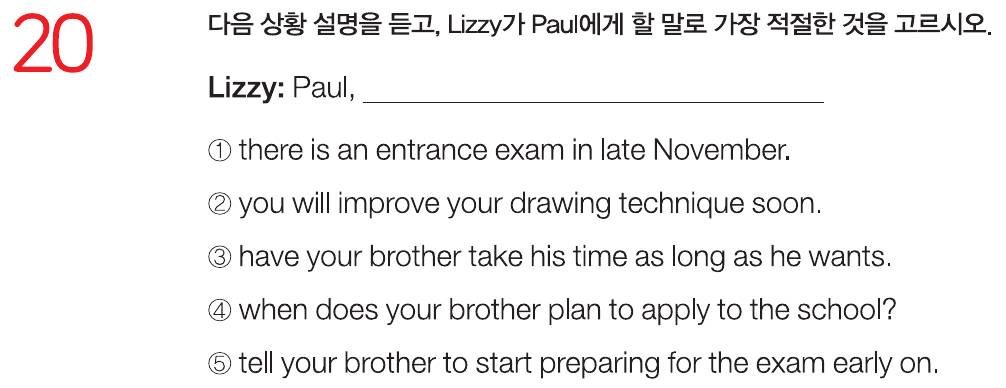 20
다음 상황 설명을 듣고, Lizzy가 Paul에게 할 말로 가장 적절한 것을 고르시오.
Lizzy: Paul, ______________________________
① there is an entrance exam in late November.
② you will improve your drawing technique soon.
③ have your brother take his time as long as he wants.
④ when does your brother plan to apply to the school?
⑤ tell your brother to start preparing for the exam early on.